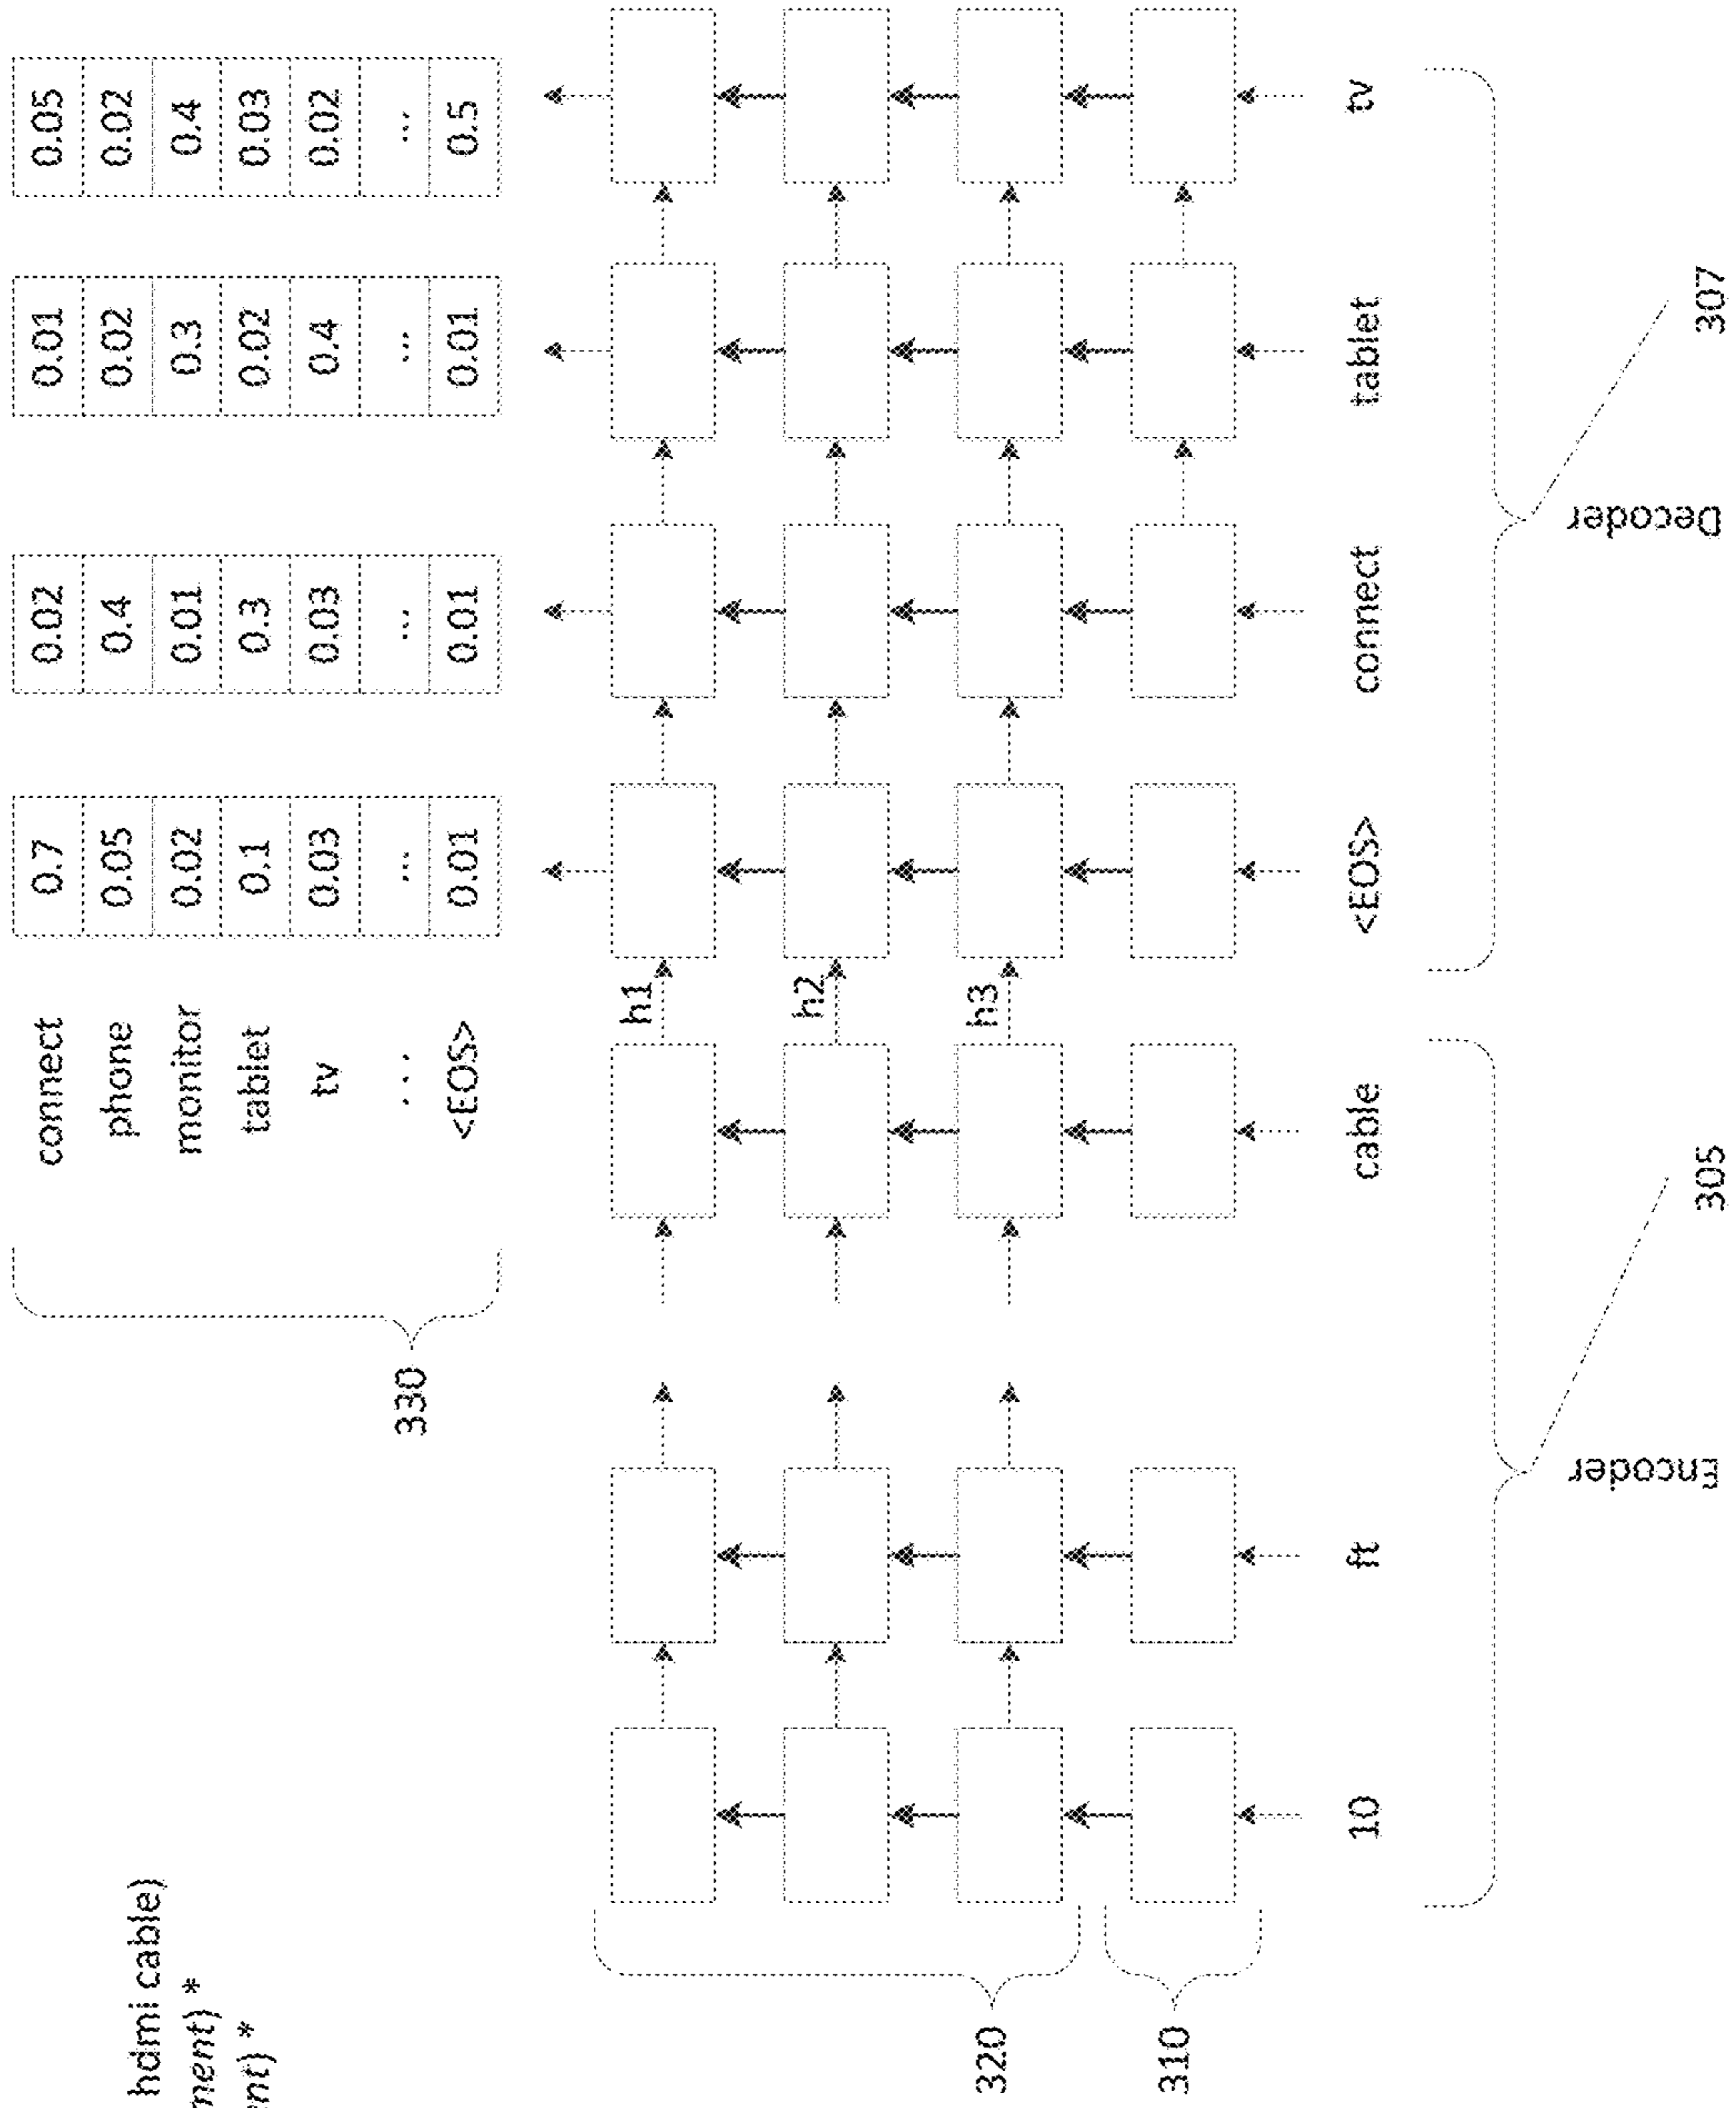 hdmi cable)
ment) *
ent) *
connect 0.7 0.02 0.01 0.05
phone 0.05 0.4 0.02 0.02
monitor 0.02 0.01 0.3 0.4
tablet 0.1 0.3 0.02 0.03
tv 0.03 0.03 0.4 0.02
... ... ... ... ...
<EOS> 0.01 0.01 0.01 0.5
330
h1
h2
h3
320
310
10 ft cable <EOS> connect tablet tv
Encoder Decoder
305 307